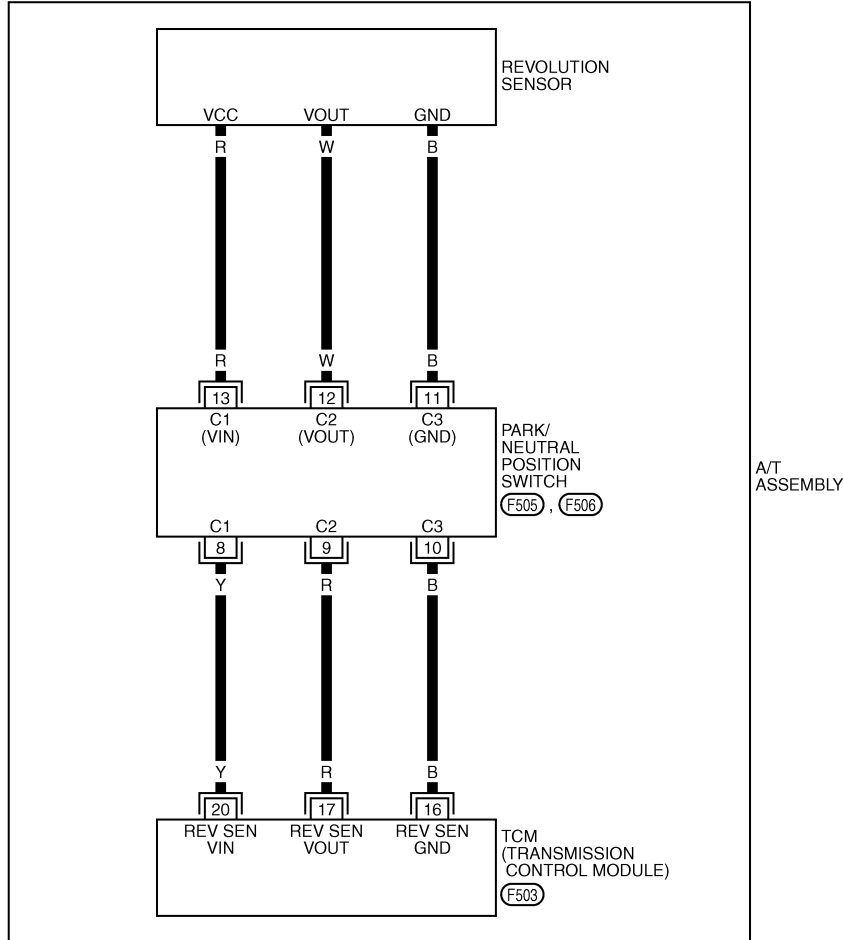 REVOLUTION
SENSOR
VCC VOUT GND
R W B
R W B
13 12 11
C1 C2 C3
(VIN) (VOUT) (GND)
PARK/
NEUTRAL
POSITION
SWITCH
F505 , F506
A/T
ASSEMBLY
C1 C2 C3
8 9 10
Y R B
Y R B
20 17 16
REV SEN REV SEN REV SEN
VIN VOUT GND
TCM
(TRANSMISSION
CONTROL MODULE)
F503